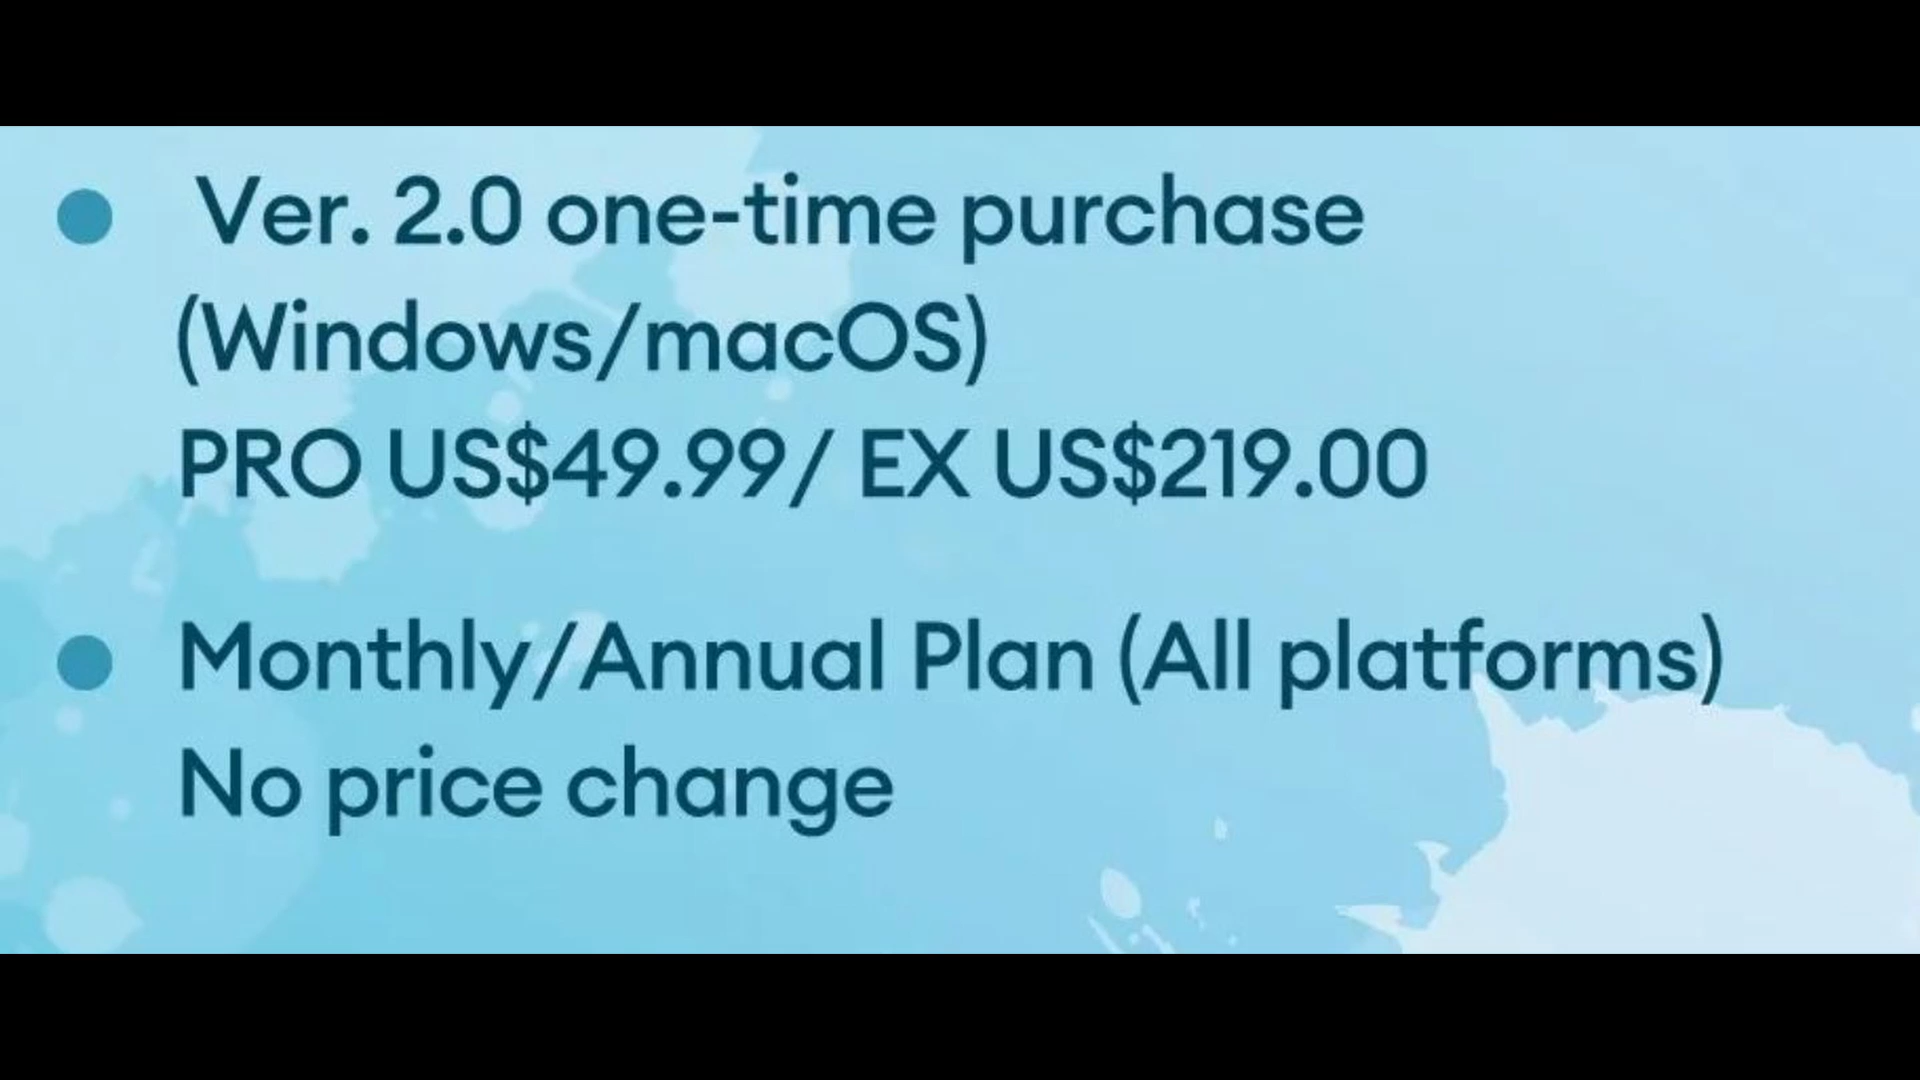 Ver. 2.0 one-time purchase
(Windows/macOS)
PRO US$49.99/ EX US$219.00
Monthly/Annual Plan (All platforms)
No price change